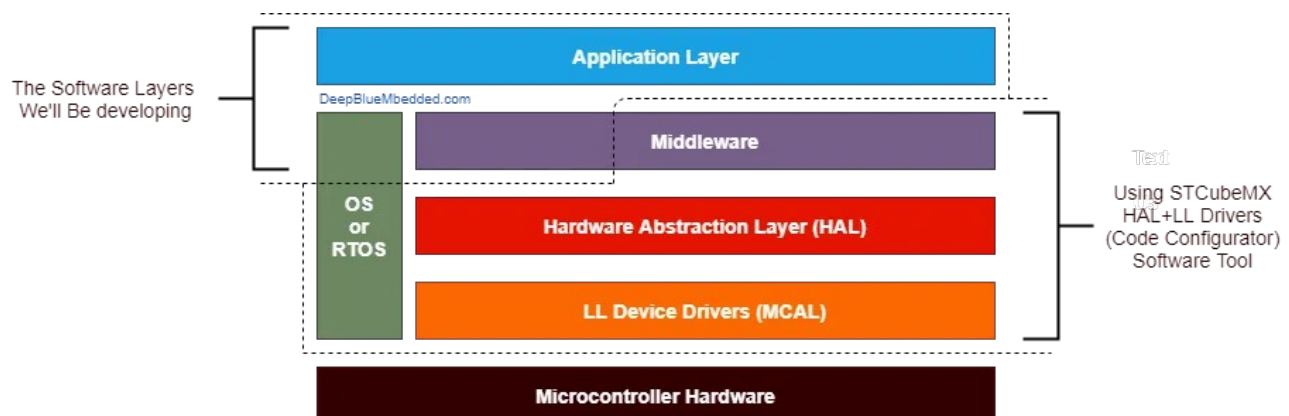 Application Layer
The Software Layers
We'll Be developing
DeepBlueMbedded.com
Middleware
Text
Using STCubeMX
HAL+LL Drivers
(Code Configurator)
Software Tool
OS
or
RTOS
Hardware Abstraction Layer (HAL)
LL Device Drivers (MCAL)
Microcontroller Hardware